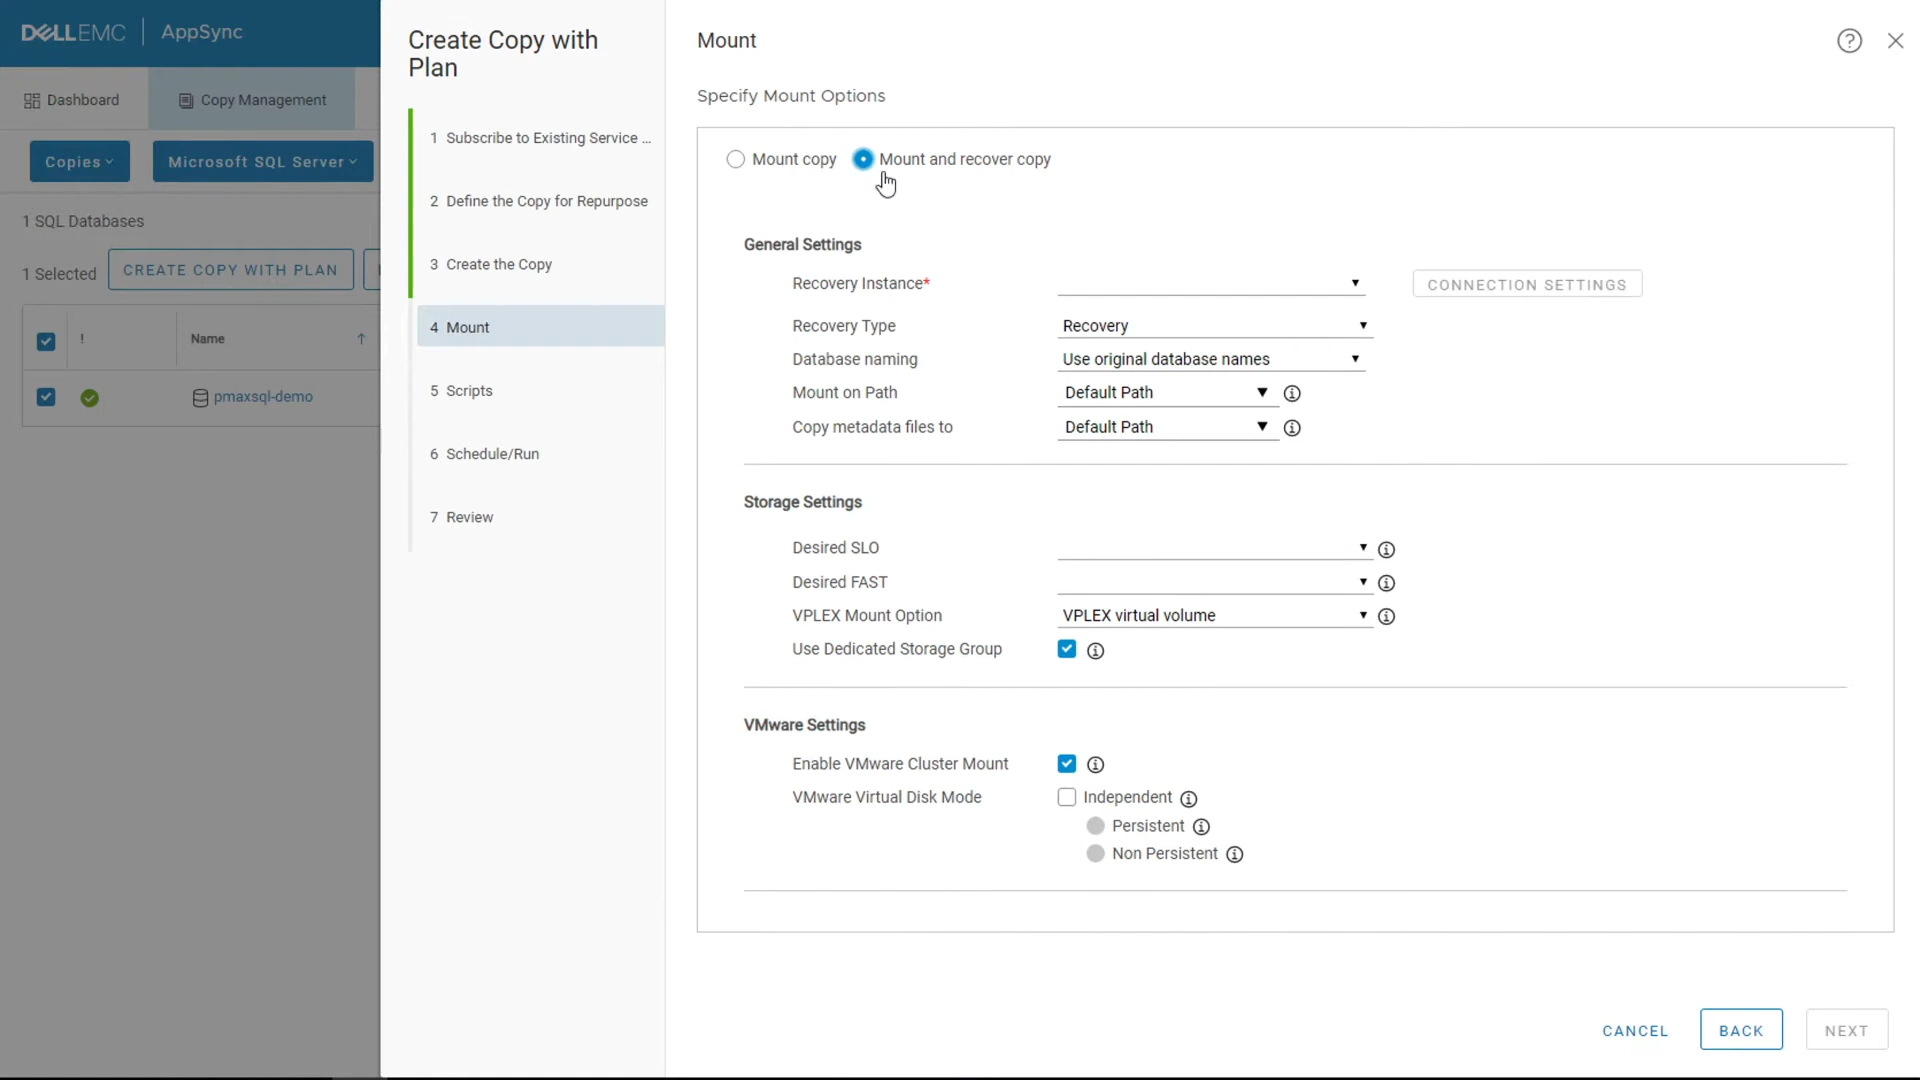 DELLEMC AppSync
Dashboard
Copy Management
Copies
Microsoft SQL Server
1 SQL Databases
1 Selected
CREATE COPY WITH PLAN
! Name
pmaxsql-demo
Create Copy with
Plan
1 Subscribe to Existing Service ...
2 Define the Copy for Repurpose
3 Create the Copy
4 Mount
5 Scripts
6 Schedule/Run
7 Review
Mount
Specify Mount Options
Mount copy Mount and recover copy
General Settings
Recovery Instance* CONNECTION SETTINGS
Recovery Type Recovery
Database naming Use original database names
Mount on Path Default Path
Copy metadata files to Default Path
Storage Settings
Desired SLO
Desired FAST
VPLEX Mount Option VPLEX virtual volume
Use Dedicated Storage Group
VMware Settings
Enable VMware Cluster Mount
VMware Virtual Disk Mode Independent
Persistent
Non Persistent
CANCEL BACK NEXT